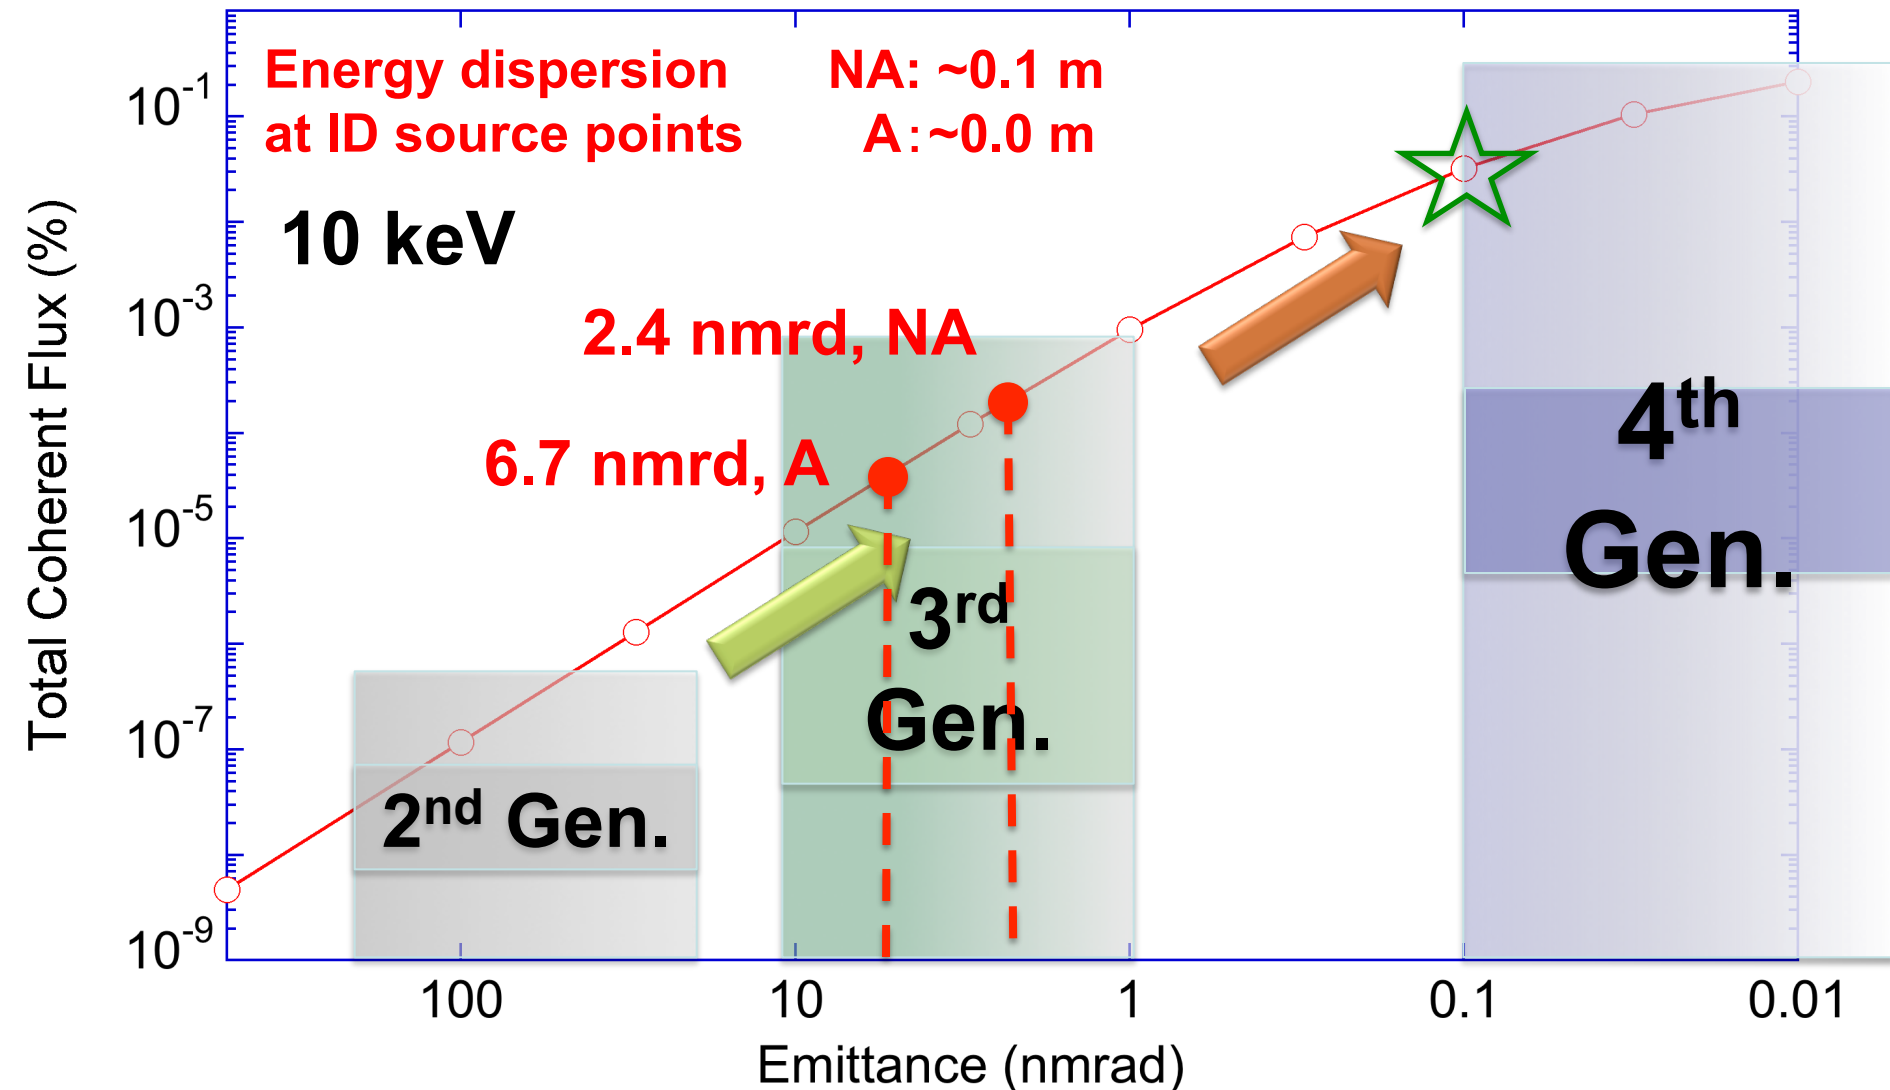 Energy dispersion NA: ~0.1 m
at ID source points A : ~0.0 m
10 keV
2.4 nmrd, NA
6.7 nmrd, A
2nd Gen.
3rd
Gen.
4th
Gen.
Total Coherent Flux (%)
10-1
10-3
10-5
10-7
10-9
100 10 1 0.1 0.01
Emittance (nmrad)